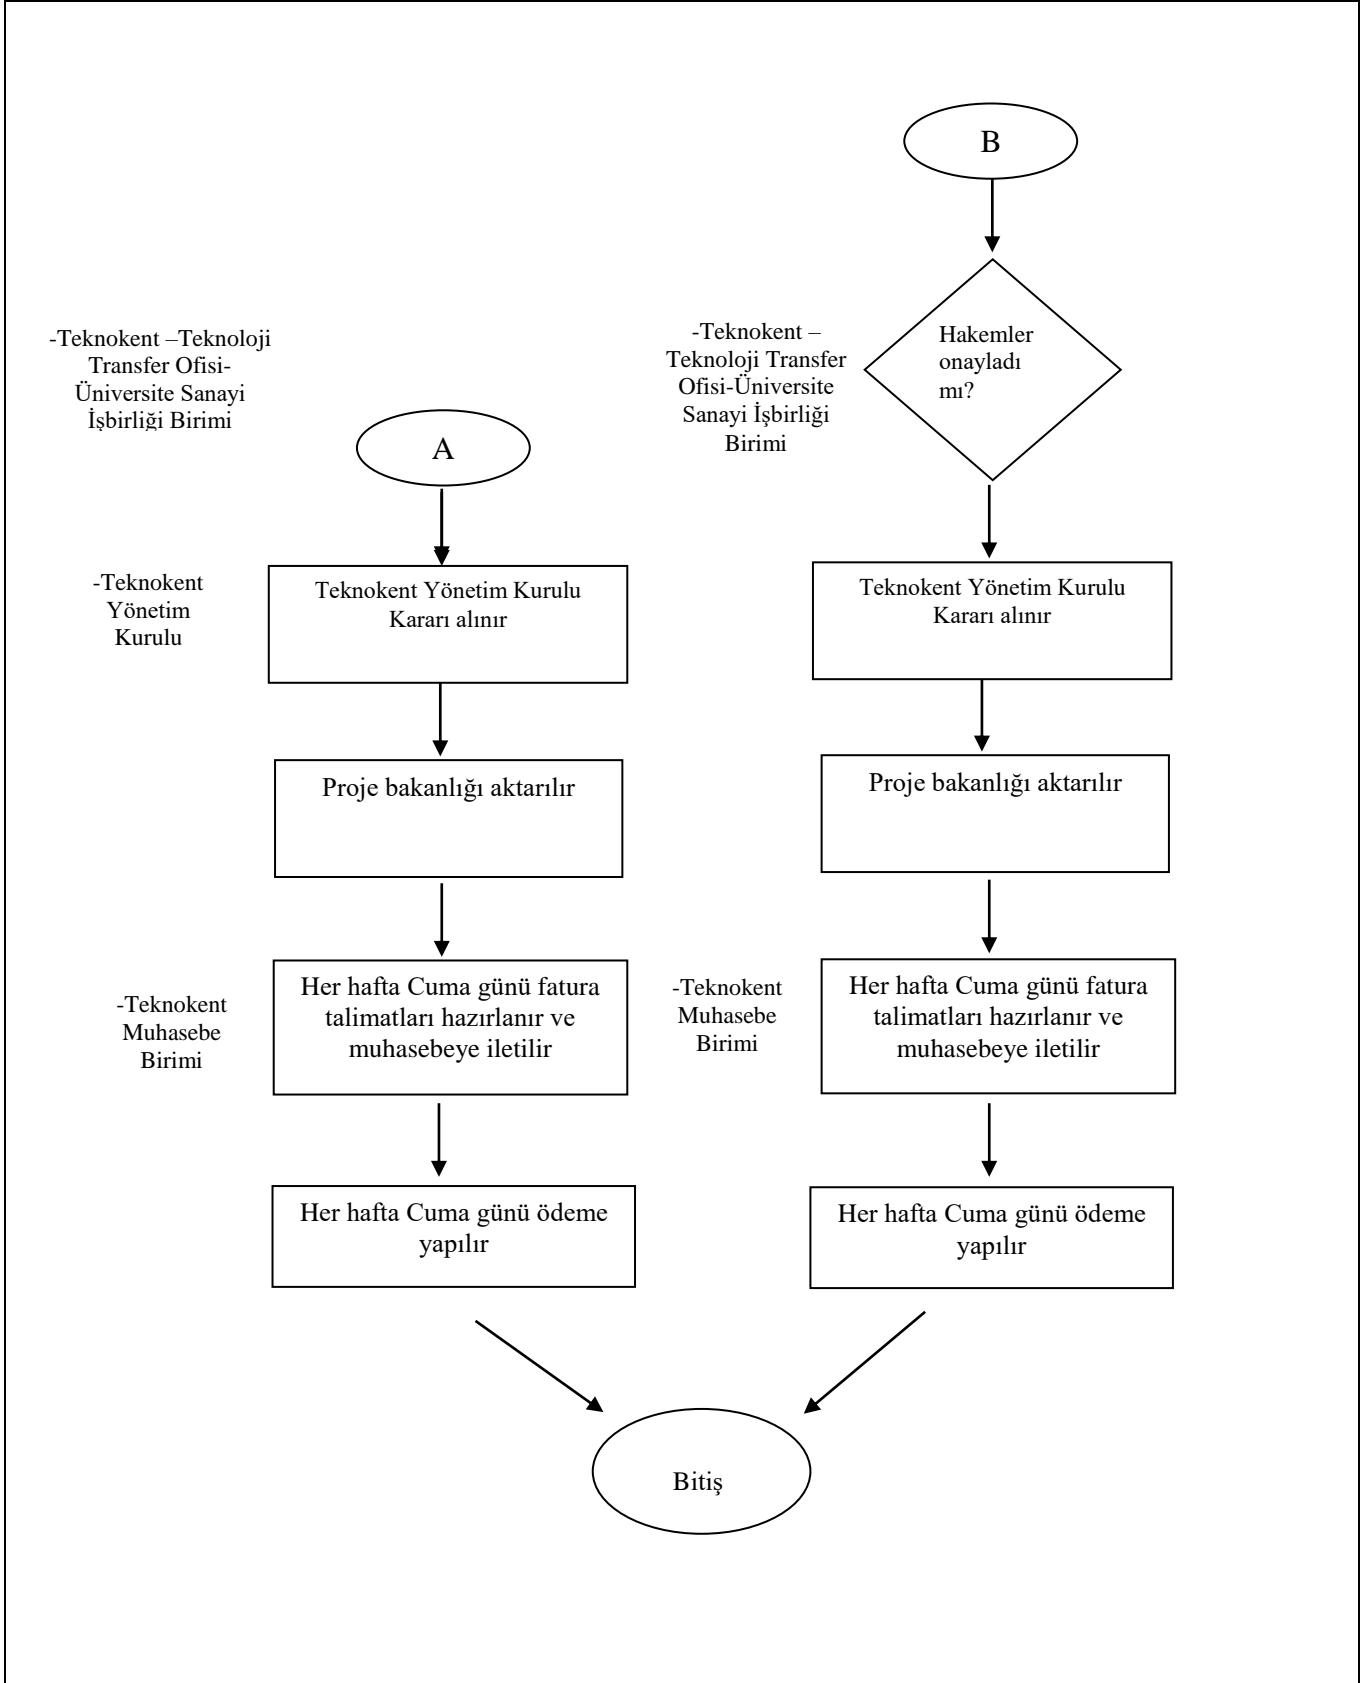 B
Hakemler
onayladı
mı?
-Teknokent –Teknoloji
Transfer Ofisi-
Üniversite Sanayi
İşbirliği Birimi
-Teknokent –
Teknoloji Transfer
Ofisi-Üniversite
Sanayi İşbirliği
Birimi
A
-Teknokent
Yönetim
Kurulu
Teknokent Yönetim Kurulu
Kararı alınır
Teknokent Yönetim Kurulu
Kararı alınır
Proje bakanlığı aktarılır
Proje bakanlığı aktarılır
-Teknokent
Muhasebe
Birimi
Her hafta Cuma günü fatura
talimatları hazırlanır ve
muhasebeye iletilir
-Teknokent
Muhasebe
Birimi
Her hafta Cuma günü fatura
talimatları hazırlanır ve
muhasebeye iletilir
Her hafta Cuma günü ödeme
yapılır
Her hafta Cuma günü ödeme
yapılır
Bitiş